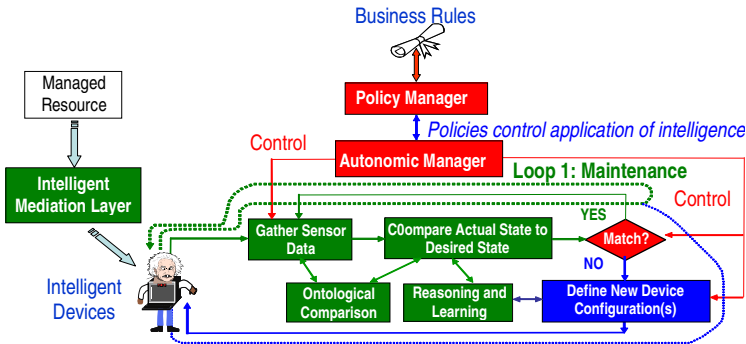 Business Rules
Managed
Resource
Policy Manager
Policies control application of intelligence
Control
Autonomic Manager
Loop 1: Maintenance
Intelligent
Mediation Layer
Control
YES
Gather Sensor
Data
C0ompare Actual State to
Desired State
Match?
NO
Intelligent
Devices
Ontological
Comparison
Reasoning and
Learning
Define New Device
Configuration(s)